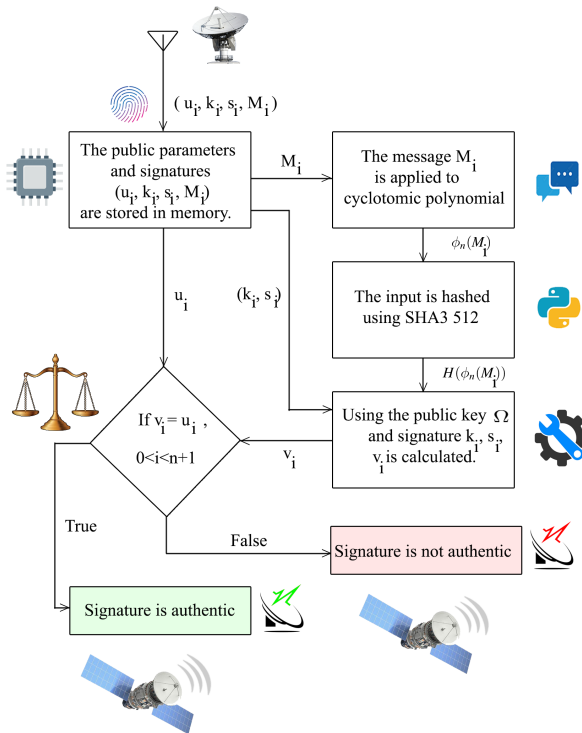 ( u_i, k_i, s_i, M_i )
The public parameters
and signatures
(u_i, k_i, s_i, M_i)
are stored in memory.
M_i
The message M_i
is applied to
cyclotomic polynomial
ϕ_n(M_i)
u_i
(k_i, s_i)
The input is hashed
using SHA3 512
H(ϕ_n(M_i))
Using the public key Ω
and signature k_i, s_i,
v_i is calculated.
v_i
If v_i = u_i ,
0<i<n+1
True
False
Signature is not authentic
Signature is authentic